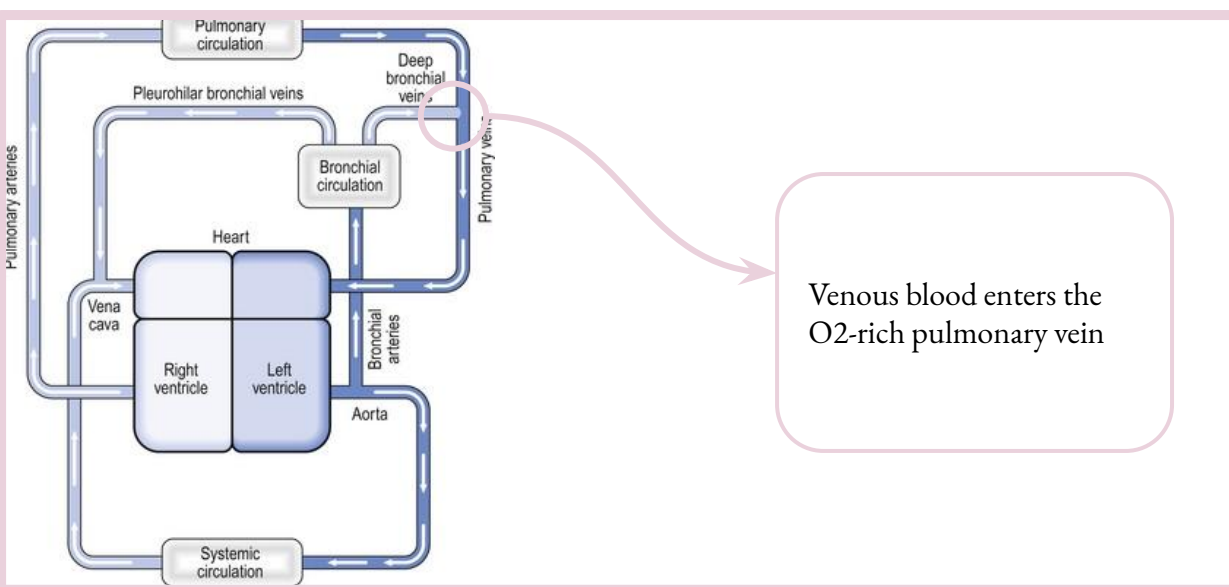 Pulmonary
circulation
Deep
bronchial
veins
Pleurohilar bronchial veins
Bronchial
circulation
Pulmonary arteries
Pulmonary veins
Heart
Vena
cava
Bronchial
arteries
Right
ventricle
Left
ventricle
Aorta
Systemic
circulation
Venous blood enters the
O2-rich pulmonary vein